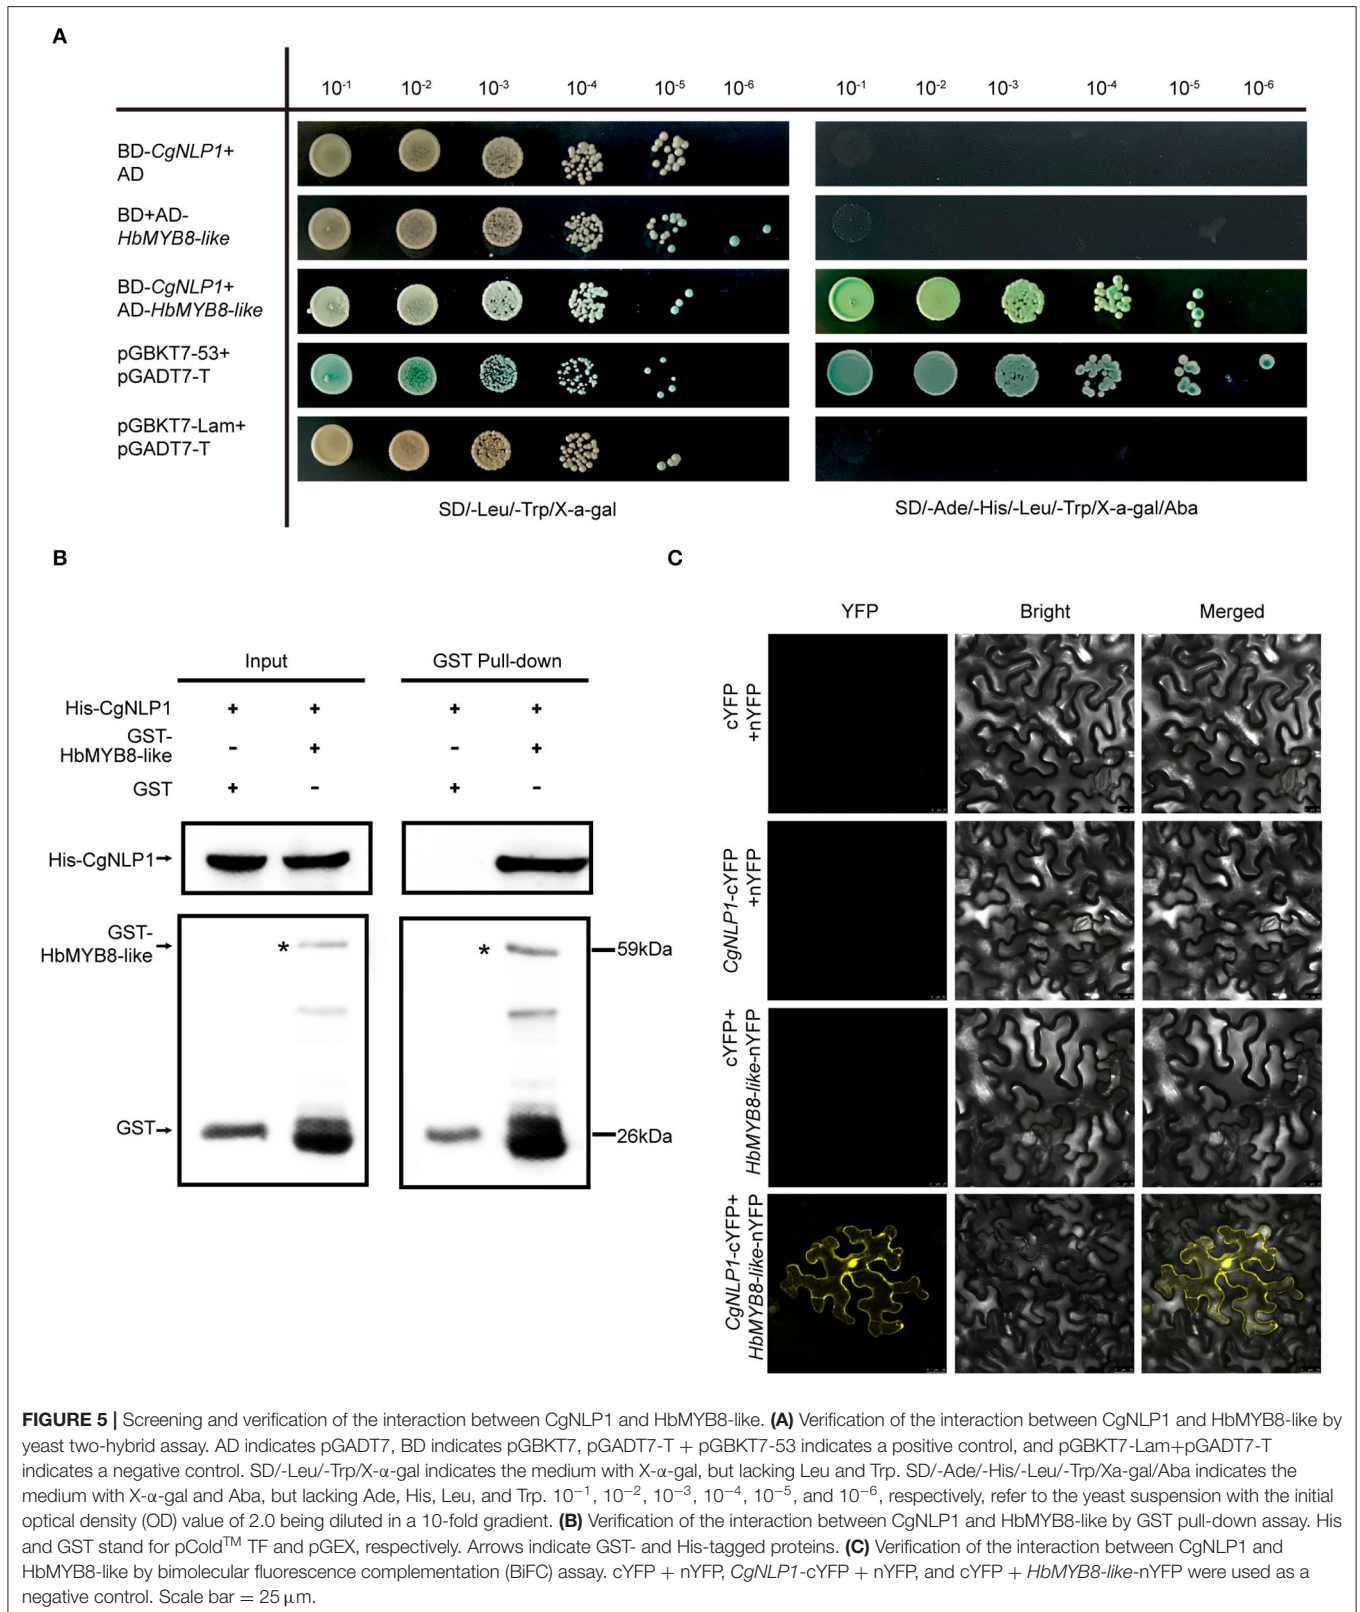 A
10⁻¹ 10⁻² 10⁻³ 10⁻⁴ 10⁻⁵ 10⁻⁶ 10⁻¹ 10⁻² 10⁻³ 10⁻⁴ 10⁻⁵ 10⁻⁶
BD-CgNLP1+
AD
BD+AD-
HbMYB8-like
BD-CgNLP1+
AD-HbMYB8-like
pGBKT7-53+
pGADT7-T
pGBKT7-Lam+
pGADT7-T
SD/-Leu/-Trp/X-a-gal SD/-Ade/-His/-Leu/-Trp/X-a-gal/Aba
B
Input GST Pull-down
His-CgNLP1 + + + +
GST-
HbMYB8-like - + - +
GST + - + -
His-CgNLP1→
GST-
HbMYB8-like → * * 59kDa
GST→ 26kDa
C
YFP Bright Merged
cYFP
+nYFP
CgNLP1-cYFP
+nYFP
cYFP+
HbMYB8-like-nYFP
CgNLP1-cYFP+
HbMYB8-like-nYFP
FIGURE 5 | Screening and verification of the interaction between CgNLP1 and HbMYB8-like. (A) Verification of the interaction between CgNLP1 and HbMYB8-like by
yeast two-hybrid assay. AD indicates pGADT7, BD indicates pGBKT7, pGADT7-T + pGBKT7-53 indicates a positive control, and pGBKT7-Lam+pGADT7-T
indicates a negative control. SD/-Leu/-Trp/X-α-gal indicates the medium with X-α-gal, but lacking Leu and Trp. SD/-Ade/-His/-Leu/-Trp/Xa-gal/Aba indicates the
medium with X-α-gal and Aba, but lacking Ade, His, Leu, and Trp. 10⁻¹, 10⁻², 10⁻³, 10⁻⁴, 10⁻⁵, and 10⁻⁶, respectively, refer to the yeast suspension with the initial
optical density (OD) value of 2.0 being diluted in a 10-fold gradient. (B) Verification of the interaction between CgNLP1 and HbMYB8-like by GST pull-down assay. His
and GST stand for pCold™ TF and pGEX, respectively. Arrows indicate GST- and His-tagged proteins. (C) Verification of the interaction between CgNLP1 and
HbMYB8-like by bimolecular fluorescence complementation (BiFC) assay. cYFP + nYFP, CgNLP1-cYFP + nYFP, and cYFP + HbMYB8-like-nYFP were used as a
negative control. Scale bar = 25 μm.